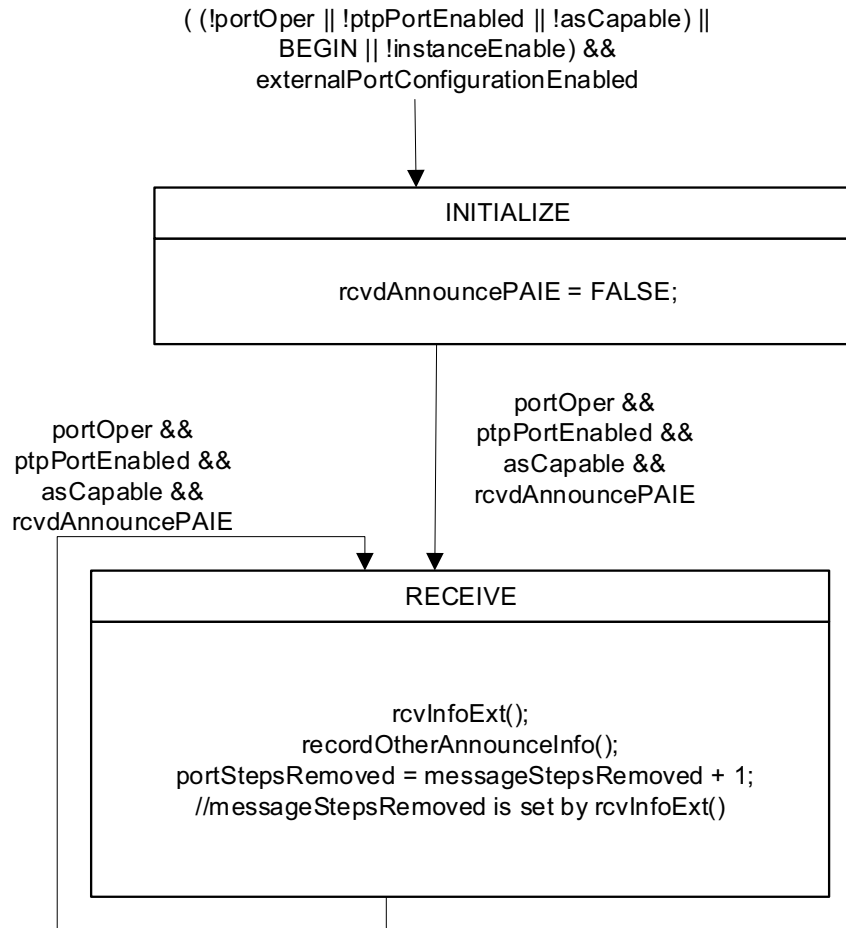 ( (!portOper || !ptpPortEnabled || !asCapable) ||
BEGIN || !instanceEnable) &&
externalPortConfigurationEnabled
INITIALIZE
rcvdAnnouncePAIE = FALSE;
portOper &&
ptpPortEnabled &&
asCapable &&
rcvdAnnouncePAIE
portOper &&
ptpPortEnabled &&
asCapable &&
rcvdAnnouncePAIE
RECEIVE
rcvInfoExt();
recordOtherAnnounceInfo();
portStepsRemoved = messageStepsRemoved + 1;
//messageStepsRemoved is set by rcvInfoExt()